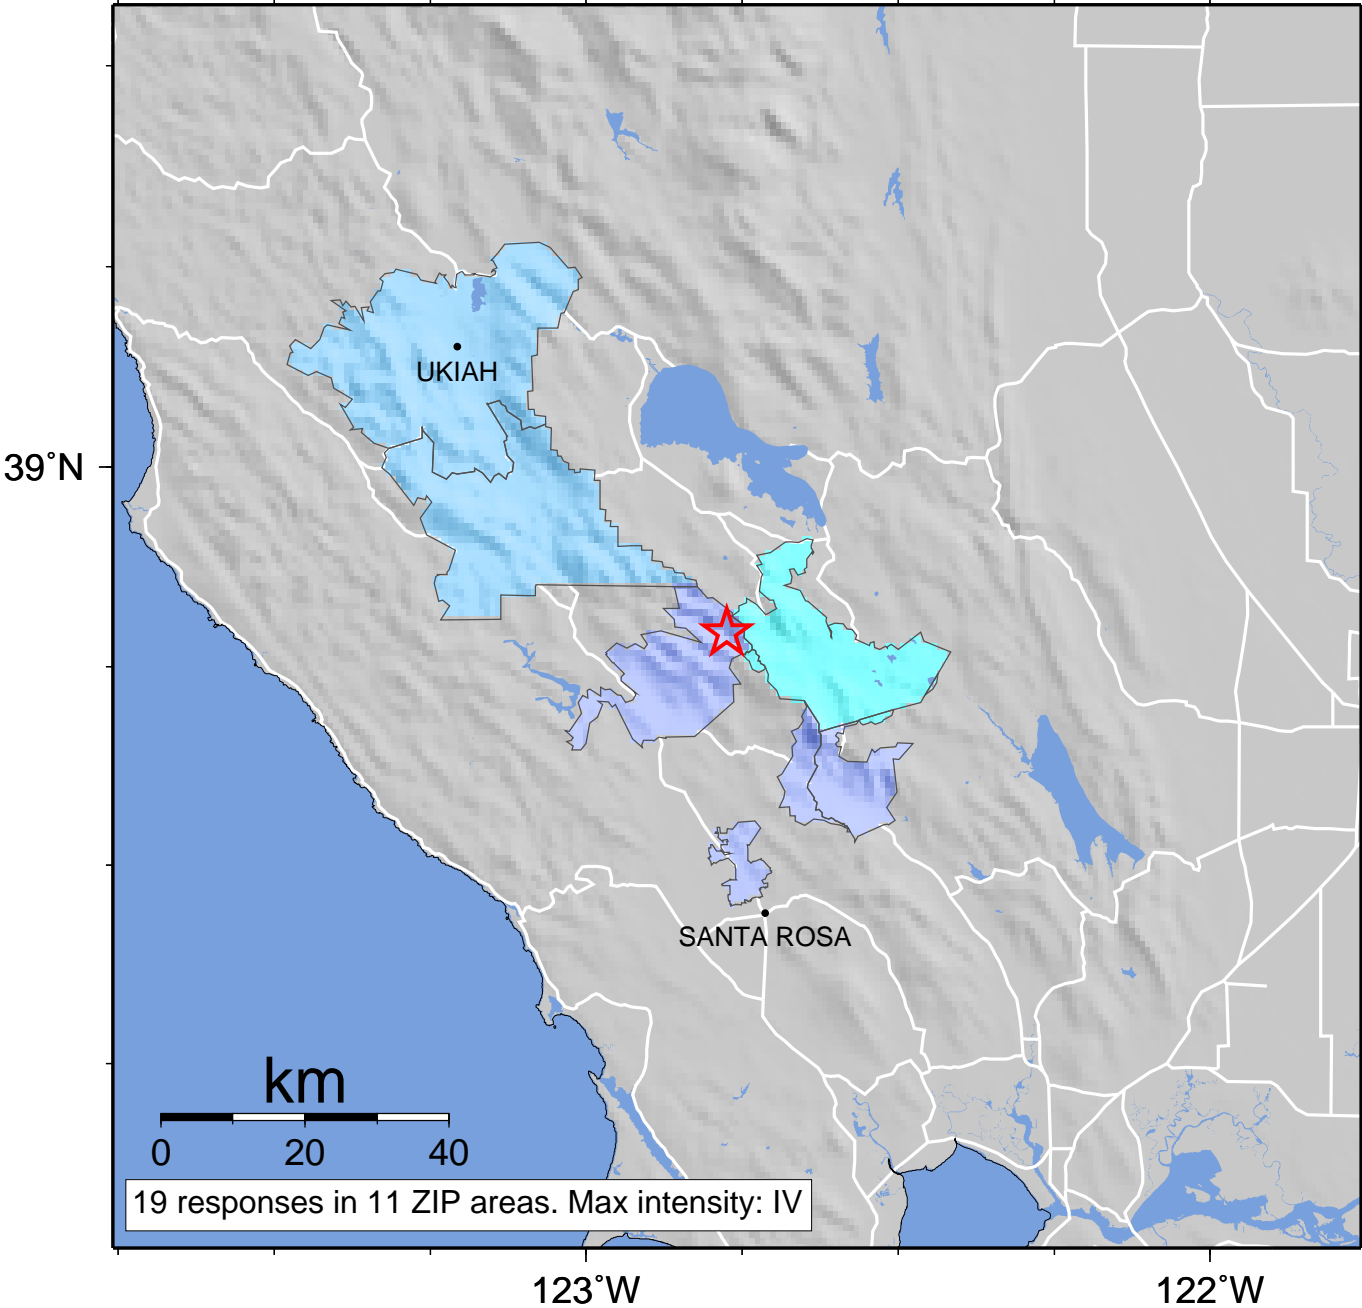 UKIAH
39˚N
SANTA ROSA
km
0 20 40
19 responses in 11 ZIP areas. Max intensity: IV
123˚W 122˚W